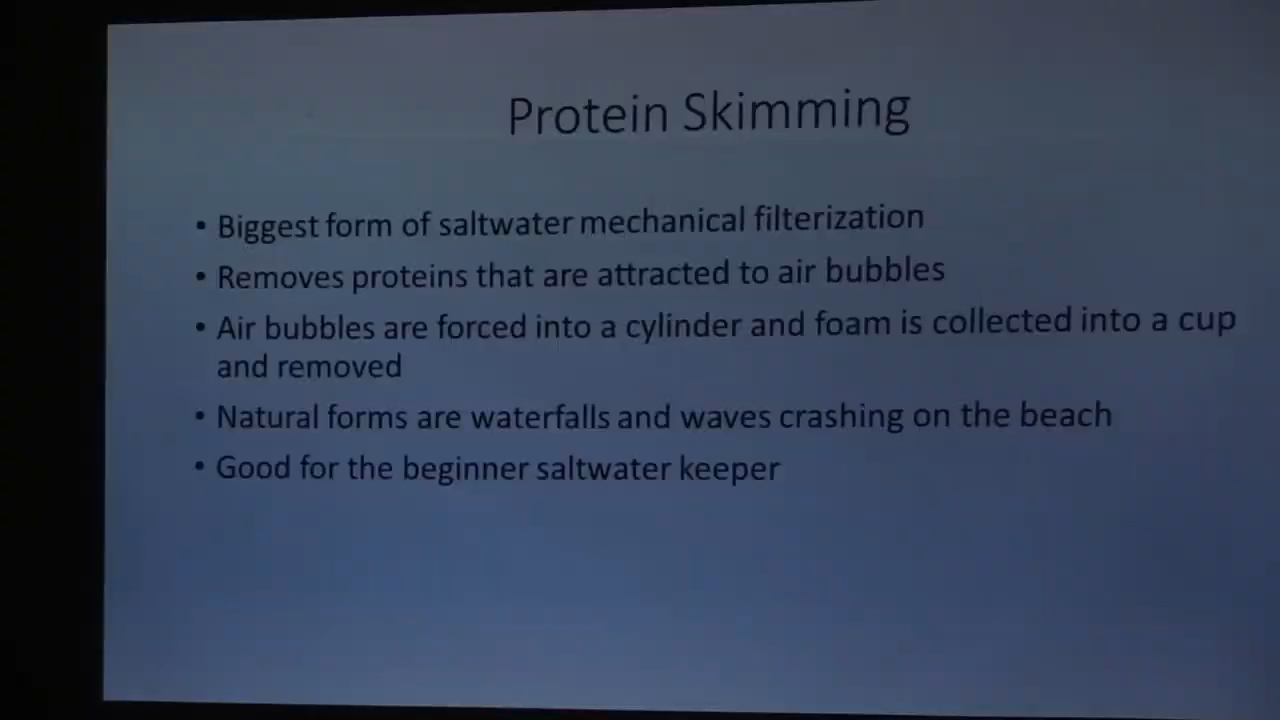 Protein Skimming
• Biggest form of saltwater mechanical filterization
• Removes proteins that are attracted to air bubbles
• Air bubbles are forced into a cylinder and foam is collected into a cup
and removed
• Natural forms are waterfalls and waves crashing on the beach
• Good for the beginner saltwater keeper